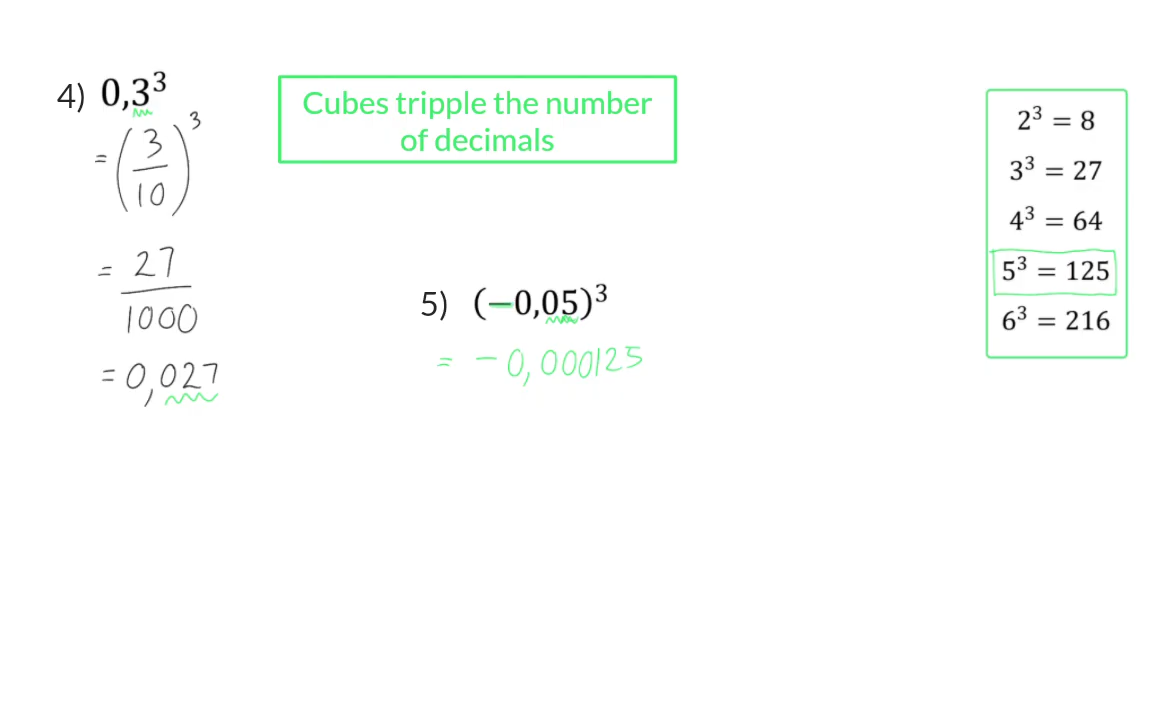 4) 0,3³
= (3/10)³
= 27/1000
= 0,027
Cubes tripple the number
of decimals
5) (−0,05)³
= −0,000125
2³ = 8
3³ = 27
4³ = 64
5³ = 125
6³ = 216